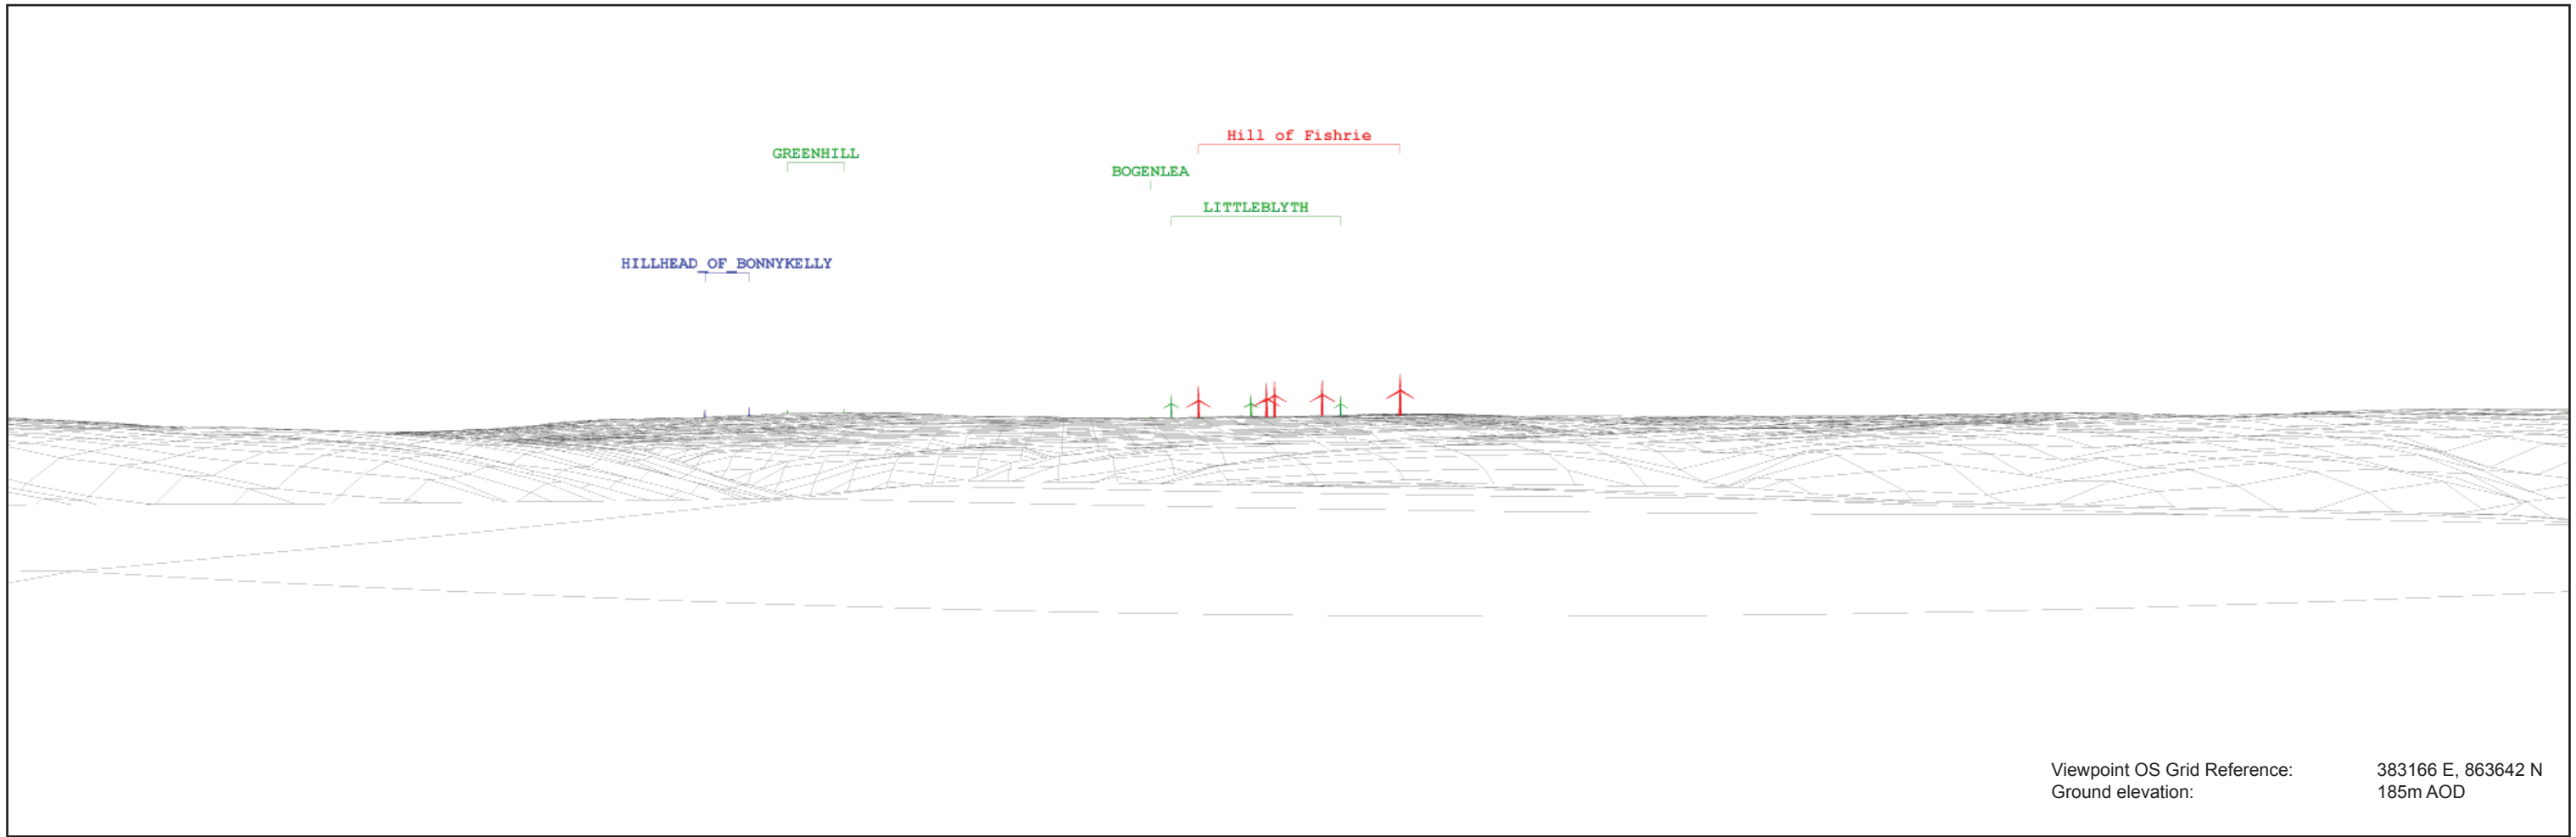 Hill of Fishrie
GREENHILL
BOGENLEA
LITTLEBLYTH
HILLHEAD_OF_BONNYKELLY
Viewpoint OS Grid Reference: 383166 E, 863642 N
Ground elevation: 185m AOD